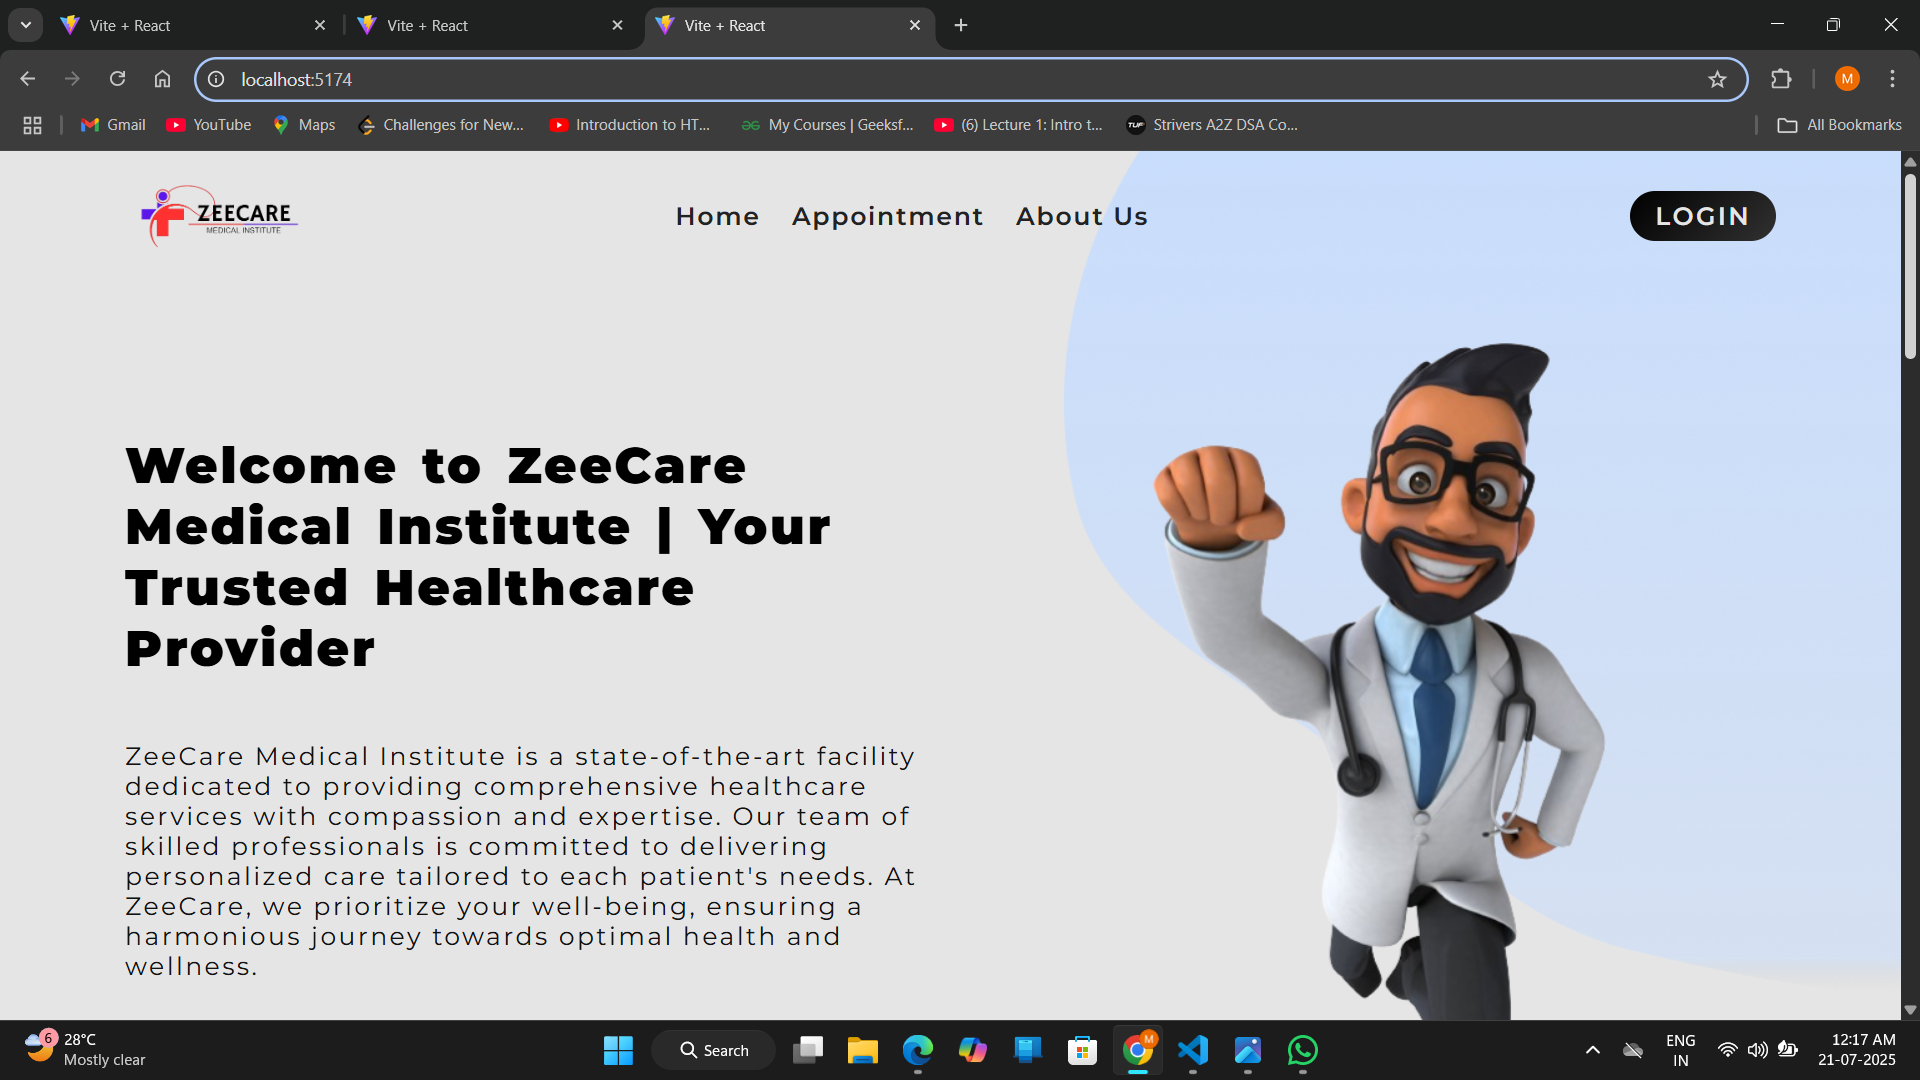 Vite + React
Vite + React
Vite + React
localhost:5174
M
Gmail
YouTube
Maps
Challenges for New...
Introduction to HT...
My Courses | Geeksf...
(6) Lecture 1: Intro t...
TUF
Strivers A2Z DSA Co...
All Bookmarks
ZEECARE
MEDICAL INSTITUTE
Home
Appointment
About Us
LOGIN
Welcome to ZeeCare
Medical Institute | Your
Trusted Healthcare
Provider
ZeeCare Medical Institute is a state-of-the-art facility
dedicated to providing comprehensive healthcare
services with compassion and expertise. Our team of
skilled professionals is committed to delivering
personalized care tailored to each patient's needs. At
ZeeCare, we prioritize your well-being, ensuring a
harmonious journey towards optimal health and
wellness.
6
28°C
Mostly clear
Search
M
ENG
IN
12:17 AM
21-07-2025